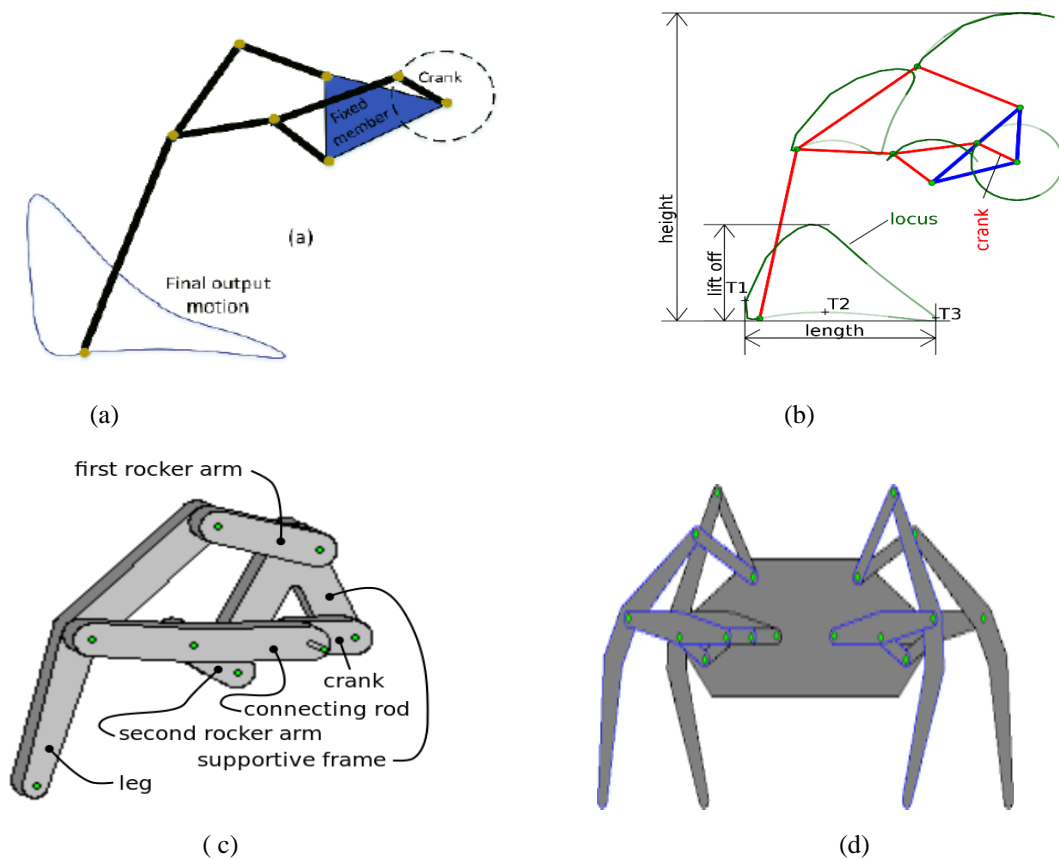 Crank
Fixed
member (
(a)
Final output
motion
(a)
height
lift off
T1
T2
T3
length
locus
crank
(b)
first rocker arm
crank
connecting rod
second rocker arm
supportive frame
leg
( c)
(d)